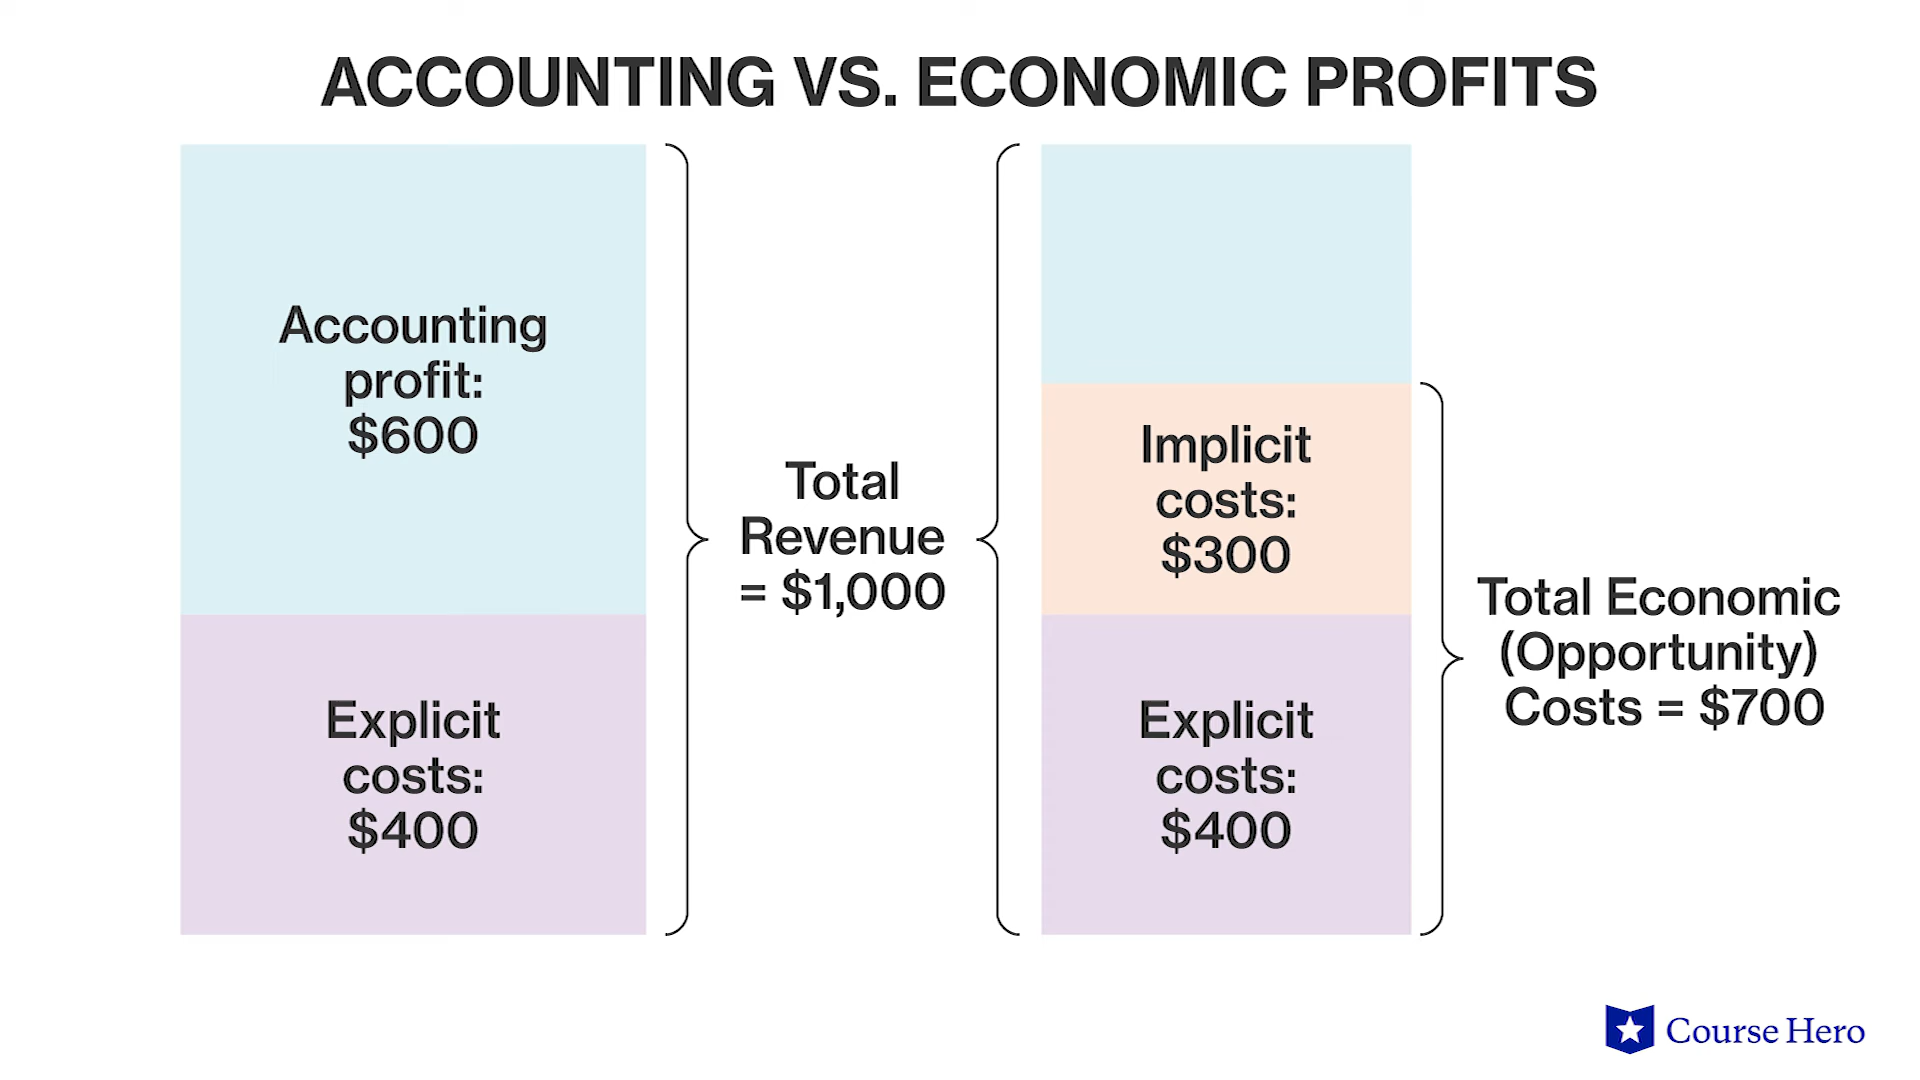 ACCOUNTING VS. ECONOMIC PROFITS
Accounting
profit:
$600
Explicit
costs:
$400
Total
Revenue
= $1,000
Implicit
costs:
$300
Explicit
costs:
$400
Total Economic
(Opportunity)
Costs = $700
Course Hero